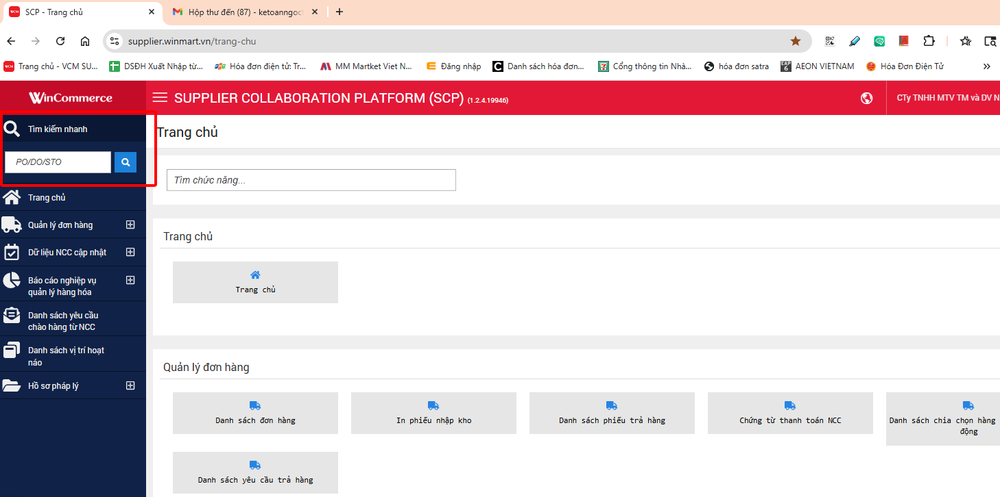 WCM SCP - Trang chủ
Hộp thư đến (87) - ketoanngoc
supplier.winmart.vn/trang-chu
WCM Trang chủ - VCM SU...
DSĐH Xuất Nhập từ...
FPT Hóa đơn điện tử: Tr...
MM Martket Viet N...
Đăng nhập
Danh sách hóa đơn...
Cổng thông tin Nhà...
hóa đơn satra
AEON VIETNAM
Hóa Đơn Điện Tử
WinCommerce
SUPPLIER COLLABORATION PLATFORM (SCP) (1.2.4.19946)
CTy TNHH MTV TM và DV N
Tìm kiếm nhanh
PO/DO/STO
Trang chủ
Quản lý đơn hàng
Dữ liệu NCC cập nhật
Báo cáo nghiệp vụ
quản lý hàng hóa
Danh sách yêu cầu
chào hàng từ NCC
Danh sách vị trí hoạt
náo
Hồ sơ pháp lý
Trang chủ
Tìm chức năng...
Trang chủ
Trang chủ
Quản lý đơn hàng
Danh sách đơn hàng
In phiếu nhập kho
Danh sách phiếu trả hàng
Chứng từ thanh toán NCC
Danh sách chia chọn hàng
động
Danh sách yêu cầu trả hàng